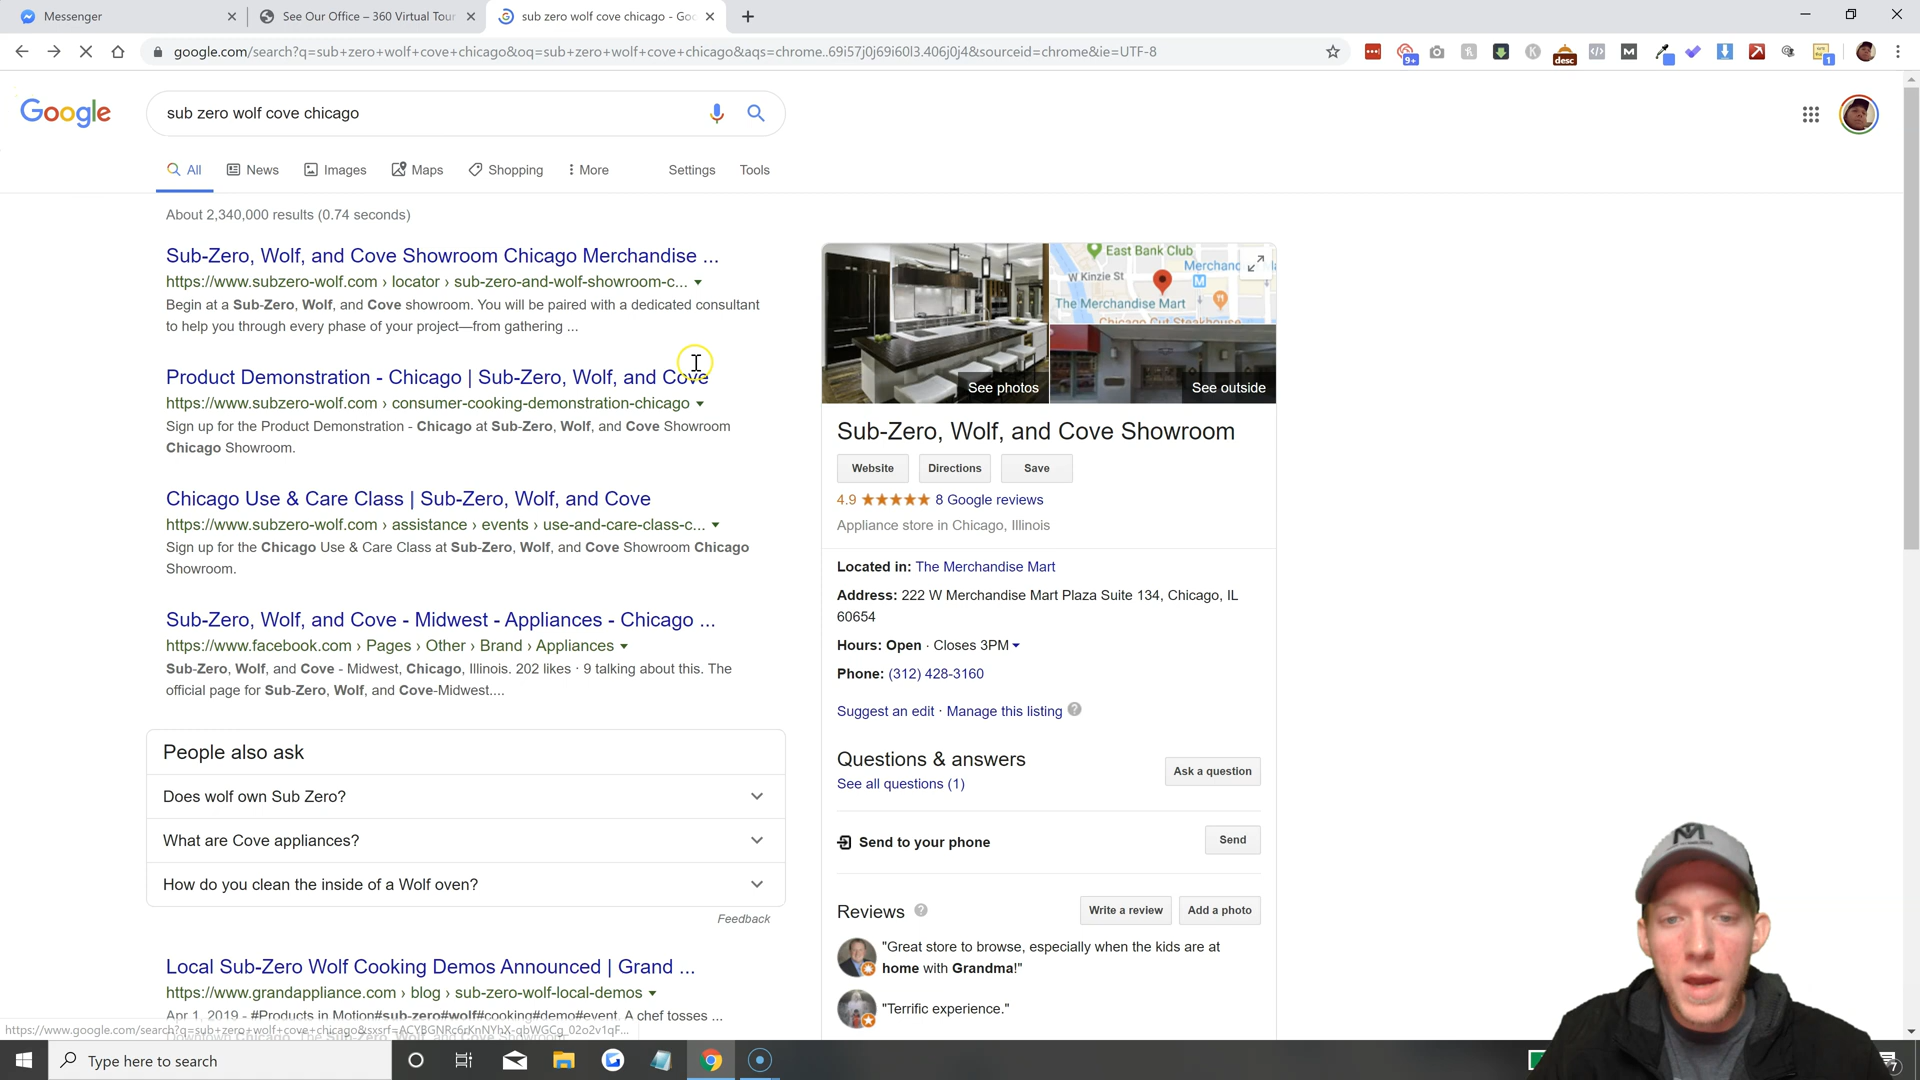 Messenger
See Our Office – 360 Virtual Tour
sub zero wolf cove chicago - Goo
google.com/search?q=sub+zero+wolf+cove+chicago&oq=sub+zero+wolf+cove+chicago&aqs=chrome..69i57j0j69i60l3.406j0j4&sourceid=chrome&ie=UTF-8
9+
desc
1
Google
sub zero wolf cove chicago
All
News
Images
Maps
Shopping
More
Settings
Tools
About 2,340,000 results (0.74 seconds)
Sub-Zero, Wolf, and Cove Showroom Chicago Merchandise ...
https://www.subzero-wolf.com › locator › sub-zero-and-wolf-showroom-c...
Begin at a Sub-Zero, Wolf, and Cove showroom. You will be paired with a dedicated consultant
to help you through every phase of your project—from gathering ...
Product Demonstration - Chicago | Sub-Zero, Wolf, and Cove
https://www.subzero-wolf.com › consumer-cooking-demonstration-chicago
Sign up for the Product Demonstration - Chicago at Sub-Zero, Wolf, and Cove Showroom
Chicago Showroom.
Chicago Use & Care Class | Sub-Zero, Wolf, and Cove
https://www.subzero-wolf.com › assistance › events › use-and-care-class-c...
Sign up for the Chicago Use & Care Class at Sub-Zero, Wolf, and Cove Showroom Chicago
Showroom.
Sub-Zero, Wolf, and Cove - Midwest - Appliances - Chicago ...
https://www.facebook.com › Pages › Other › Brand › Appliances
Sub-Zero, Wolf, and Cove - Midwest, Chicago, Illinois. 202 likes · 9 talking about this. The
official page for Sub-Zero, Wolf, and Cove-Midwest....
People also ask
Does wolf own Sub Zero?
What are Cove appliances?
How do you clean the inside of a Wolf oven?
Feedback
Local Sub-Zero Wolf Cooking Demos Announced | Grand ...
https://www.grandappliance.com › blog › sub-zero-wolf-local-demos
Apr 1, 2019 - #Products in Motion#sub-zero#wolf#cooking#demo#event. A chef tosses ...
Downtown Chicago. The Sub-Zero, Wolf, and Cove Showroom
East Bank Club
W Kinzie St
Merchand
The Merchandise Mart
Chicago Cut Steakhouse
See photos
See outside
Sub-Zero, Wolf, and Cove Showroom
Website
Directions
Save
4.9 ★★★★★ 8 Google reviews
Appliance store in Chicago, Illinois
Located in: The Merchandise Mart
Address: 222 W Merchandise Mart Plaza Suite 134, Chicago, IL
60654
Hours: Open · Closes 3PM
Phone: (312) 428-3160
Suggest an edit · Manage this listing
Questions & answers
See all questions (1)
Ask a question
Send to your phone
Send
Reviews
Write a review
Add a photo
"Great store to browse, especially when the kids are at
home with Grandma!"
"Terrific experience."
Type here to search
7